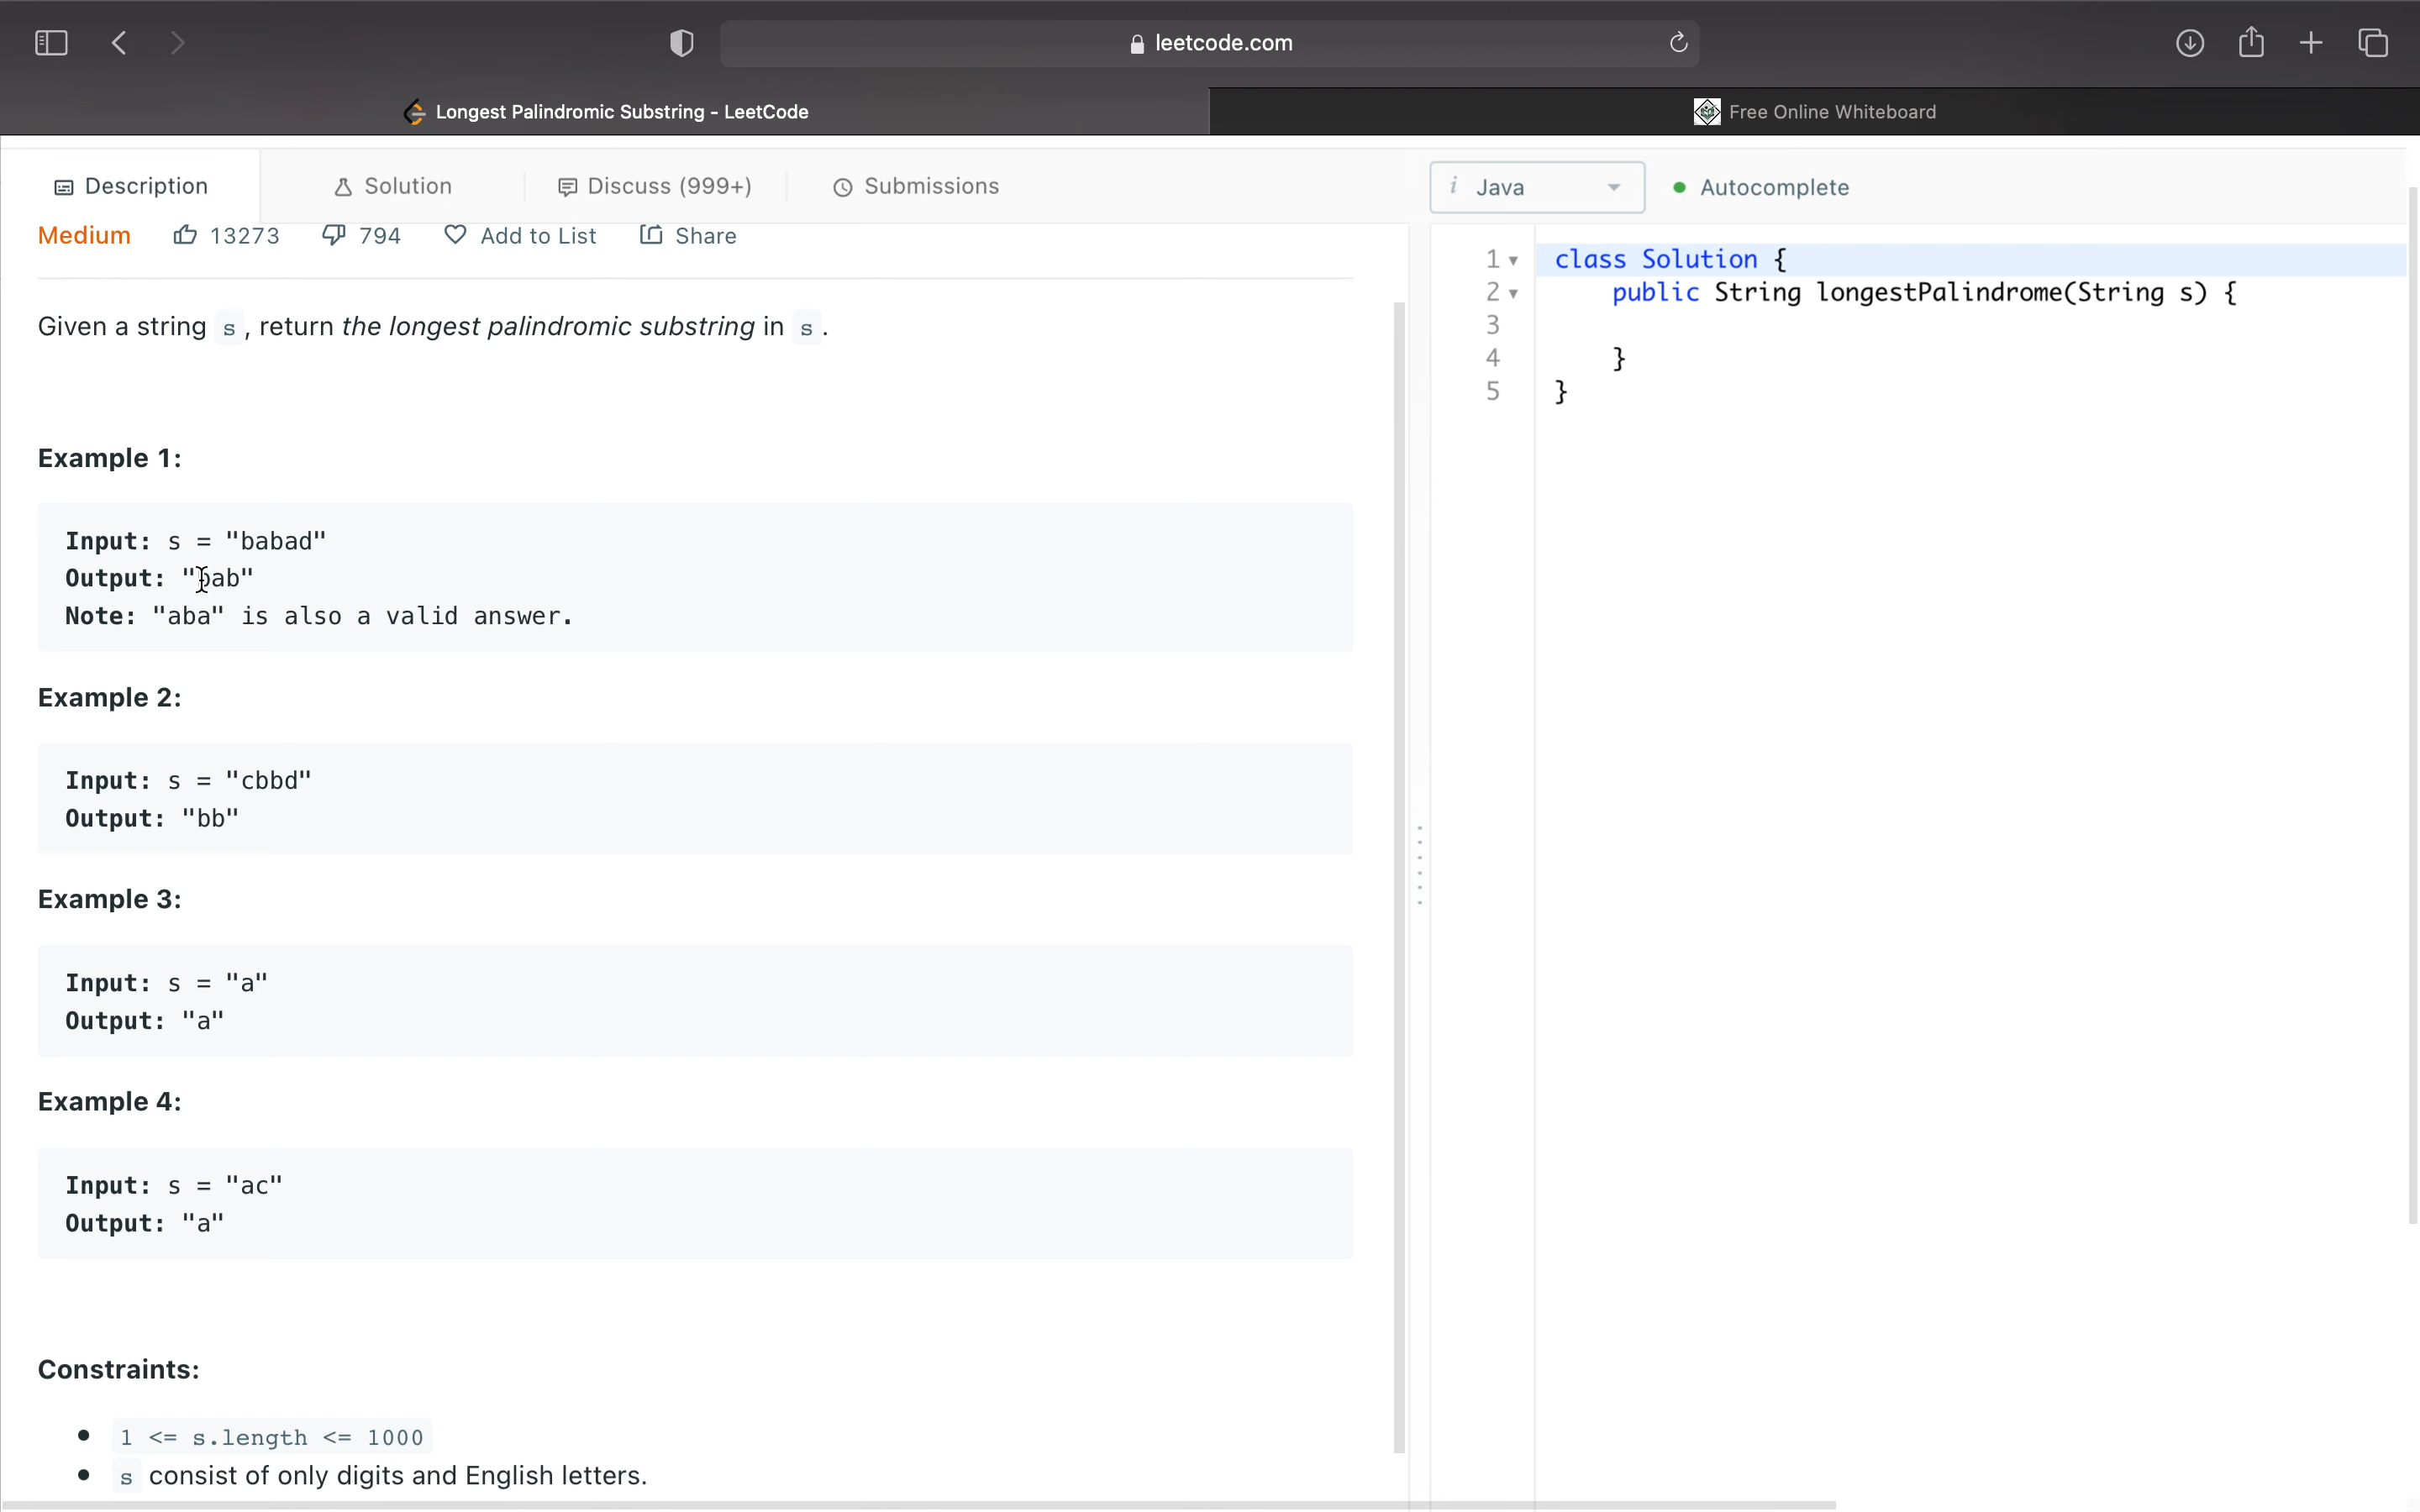 leetcode.com
Longest Palindromic Substring - LeetCode
Free Online Whiteboard
Description
Solution
Discuss (999+)
Submissions
i Java
Autocomplete
Medium 13273 794 Add to List Share
Given a string s, return the longest palindromic substring in s.
Example 1:
Input: s = "babad"
Output: "bab"
Note: "aba" is also a valid answer.
Example 2:
Input: s = "cbbd"
Output: "bb"
Example 3:
Input: s = "a"
Output: "a"
Example 4:
Input: s = "ac"
Output: "a"
Constraints:
1 <= s.length <= 1000
s consist of only digits and English letters.
1 class Solution {
2 public String longestPalindrome(String s) {
3
4 }
5 }